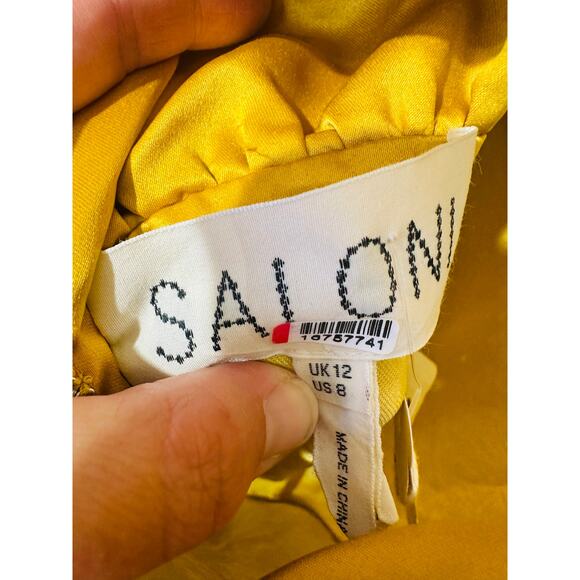 SALONI
16757741
UK 12
US 8
MADE IN CHINA